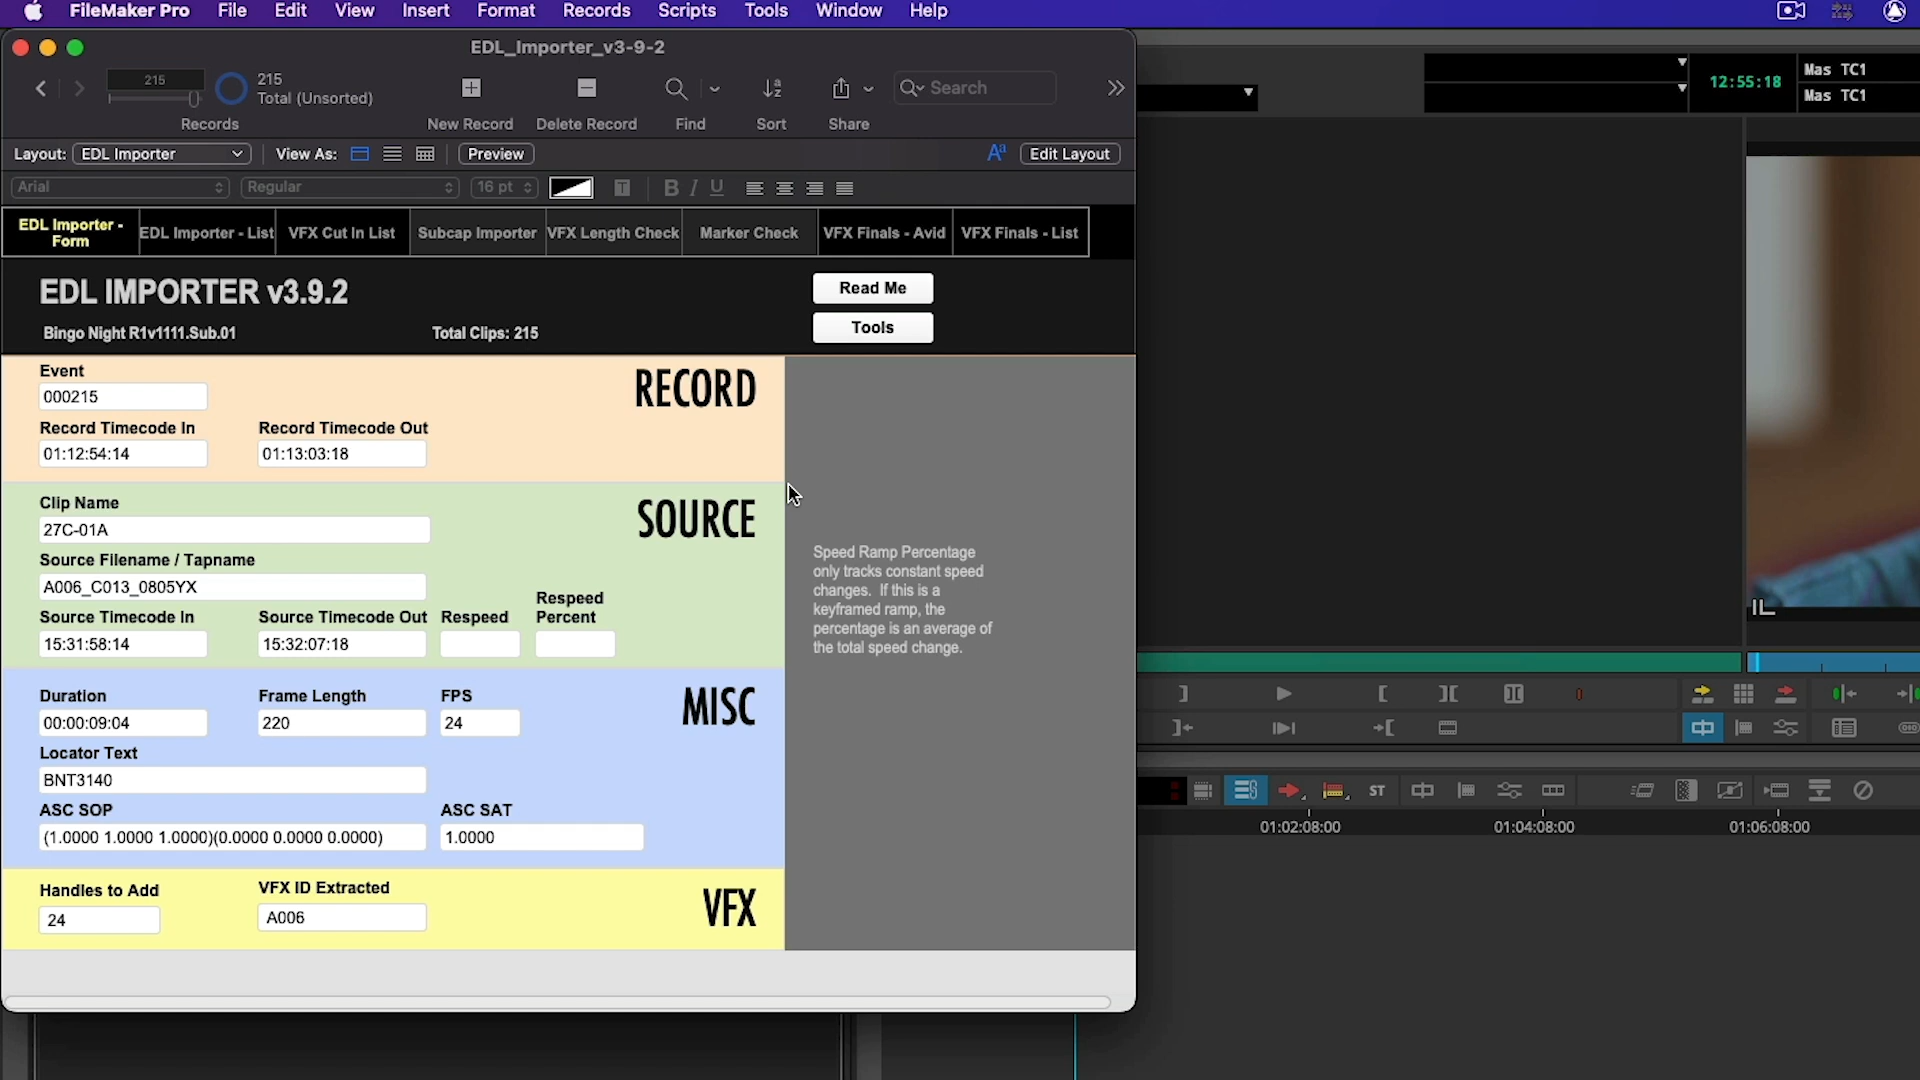 FileMaker Pro File Edit View Insert Format Records Scripts Tools Window Help
EDL_Importer_v3-9-2
215
215
Total (Unsorted)
Records
New Record
Delete Record
Find
Sort
Share
Search
Layout: EDL Importer
View As:
Preview
Aa
Edit Layout
Arial
Regular
16 pt
T
B I U
EDL Importer -
Form
EDL Importer - List
VFX Cut In List
Subcap Importer
VFX Length Check
Marker Check
VFX Finals - Avid
VFX Finals - List
EDL IMPORTER v3.9.2
Read Me
Bingo Night R1v1111.Sub.01
Total Clips: 215
Tools
Event
000215
RECORD
Record Timecode In
Record Timecode Out
01:12:54:14
01:13:03:18
Clip Name
27C-01A
SOURCE
Source Filename / Tapname
A006_C013_0805YX
Source Timecode In
Source Timecode Out
Respeed
Respeed
Percent
15:31:58:14
15:32:07:18
Speed Ramp Percentage
only tracks constant speed
changes. If this is a
keyframed ramp, the
percentage is an average of
the total speed change.
Duration
Frame Length
FPS
MISC
00:00:09:04
220
24
Locator Text
BNT3140
ASC SOP
ASC SAT
(1.0000 1.0000 1.0000)(0.0000 0.0000 0.0000)
1.0000
Handles to Add
VFX ID Extracted
VFX
24
A006
12:55:18
Mas TC1
Mas TC1
ST
01:02:08:00
01:04:08:00
01:06:08:00